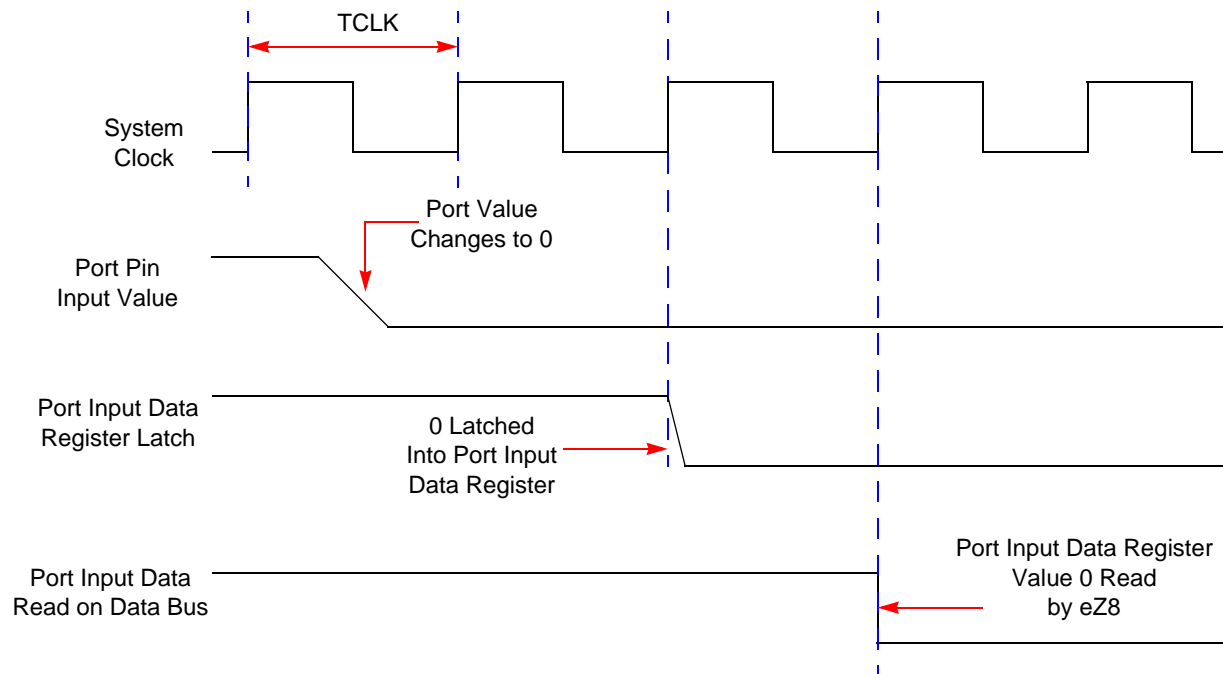 TCLK
System
Clock
Port Value
Changes to 0
Port Pin
Input Value
Port Input Data
Register Latch
0 Latched
Into Port Input
Data Register
Port Input Data
Read on Data Bus
Port Input Data Register
Value 0 Read
by eZ8